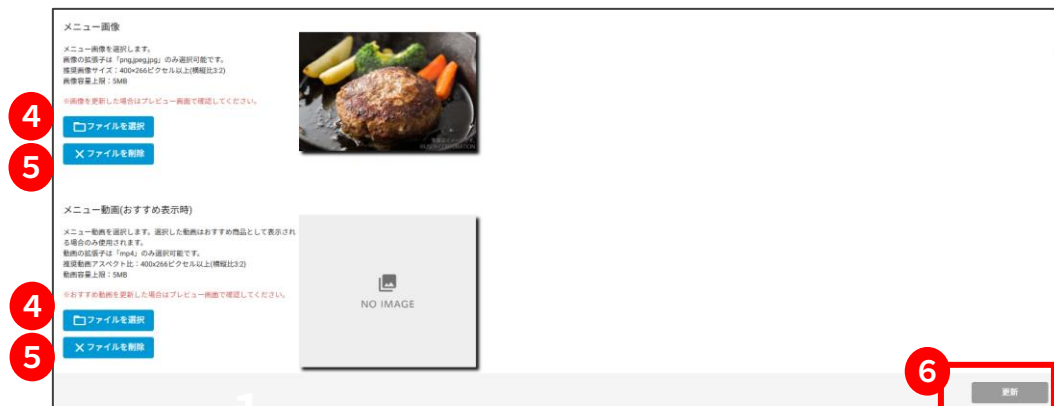 メニュー画像
メニュー画像を選択します。
画像の拡張子は「png,jpeg,jpg」のみ選択可能です。
推奨画像サイズ：400×266ピクセル以上(横縦比3:2)
画像容量上限：5MB
※画像を更新した場合はプレビュー画面で確認してください。
4
ファイルを選択
5
ファイルを削除
メニュー動画(おすすめ表示時)
メニュー動画を選択します。選択した動画はおすすめ商品として表示され
る場合のみ使用されます。
動画の拡張子は「mp4」のみ選択可能です。
推奨動画アスペクト比：400x266ピクセル以上(横縦比3:2)
動画容量上限：5MB
※おすすめ動画を更新した場合はプレビュー画面で確認してください。
NO IMAGE
4
ファイルを選択
5
ファイルを削除
6
更新